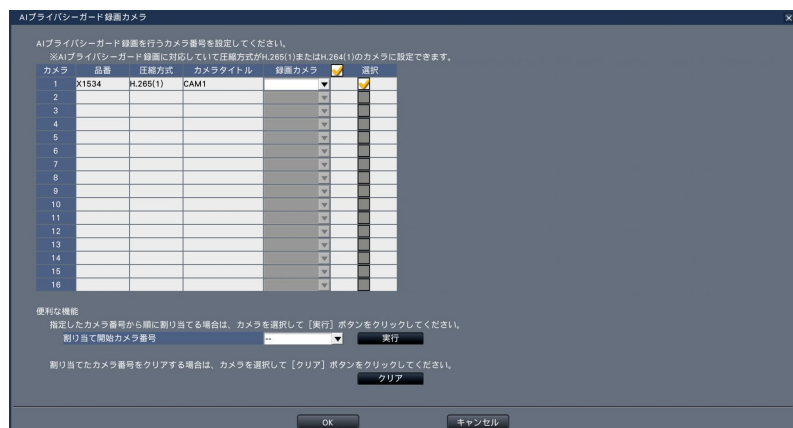 AIプライバシーガード録画カメラ
AIプライバシーガード録画を行うカメラ番号を設定してください。
※AIプライバシーガード録画に対応していて圧縮方式がH.265(1)またはH.264(1)のカメラに設定できます。
カメラ 品番 圧縮方式 カメラタイトル 録画カメラ 選択
1 X1534 H.265(1) CAM1
2
3
4
5
6
7
8
9
10
11
12
13
14
15
16
便利な機能
指定したカメラ番号から順に割り当てる場合は、カメラを選択して［実行］ボタンをクリックしてください。
割り当て開始カメラ番号 -- 実行
割り当てたカメラ番号をクリアする場合は、カメラを選択して［クリア］ボタンをクリックしてください。
クリア
OK キャンセル